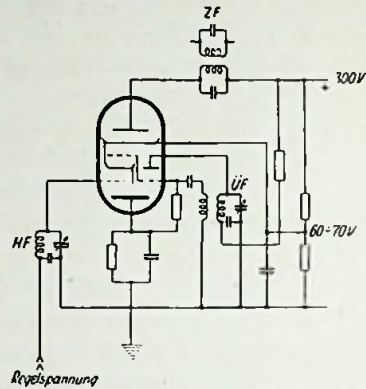 ZF
300V
+
ÜF
HF
60÷70V
Regelspannung